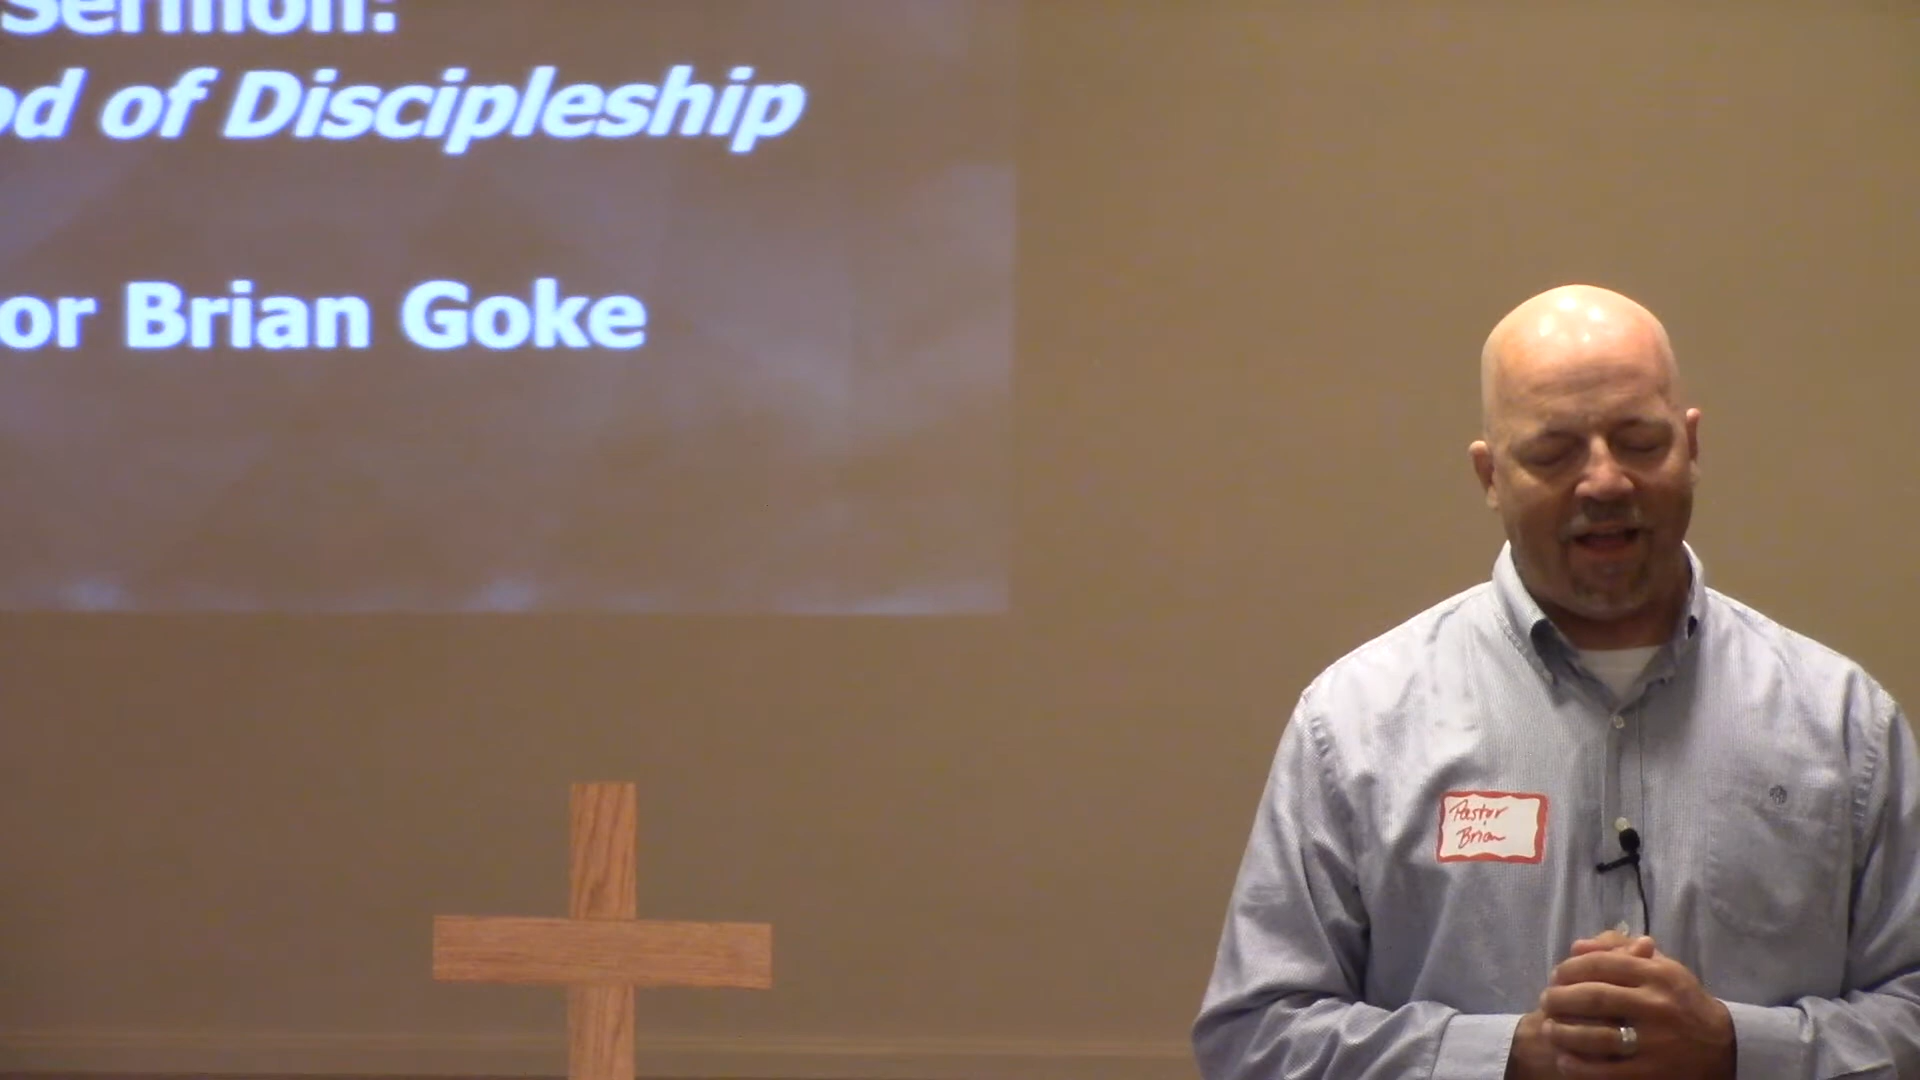 Sermon:
od of Discipleship
or Brian Goke
Pastor
Brian